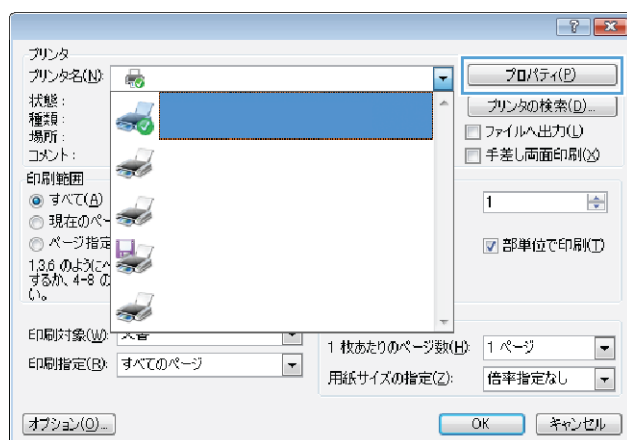 プリンタ
プリンタ名(N):
プロパティ(P)
状態 :
プリンタの検索(D)...
種類 :
場所 :
ファイルへ出力(L)
コメント :
手差し両面印刷(X)
印刷範囲
すべて(A)
1
現在のペー
ページ指定
部単位で印刷(T)
1,3,6 のように
するか、4-8 の
い。
印刷対象(W):
1 枚あたりのページ数(H):
1 ページ
印刷指定(R):
すべてのページ
用紙サイズの指定(Z):
倍率指定なし
オプション(O)...
OK
キャンセル